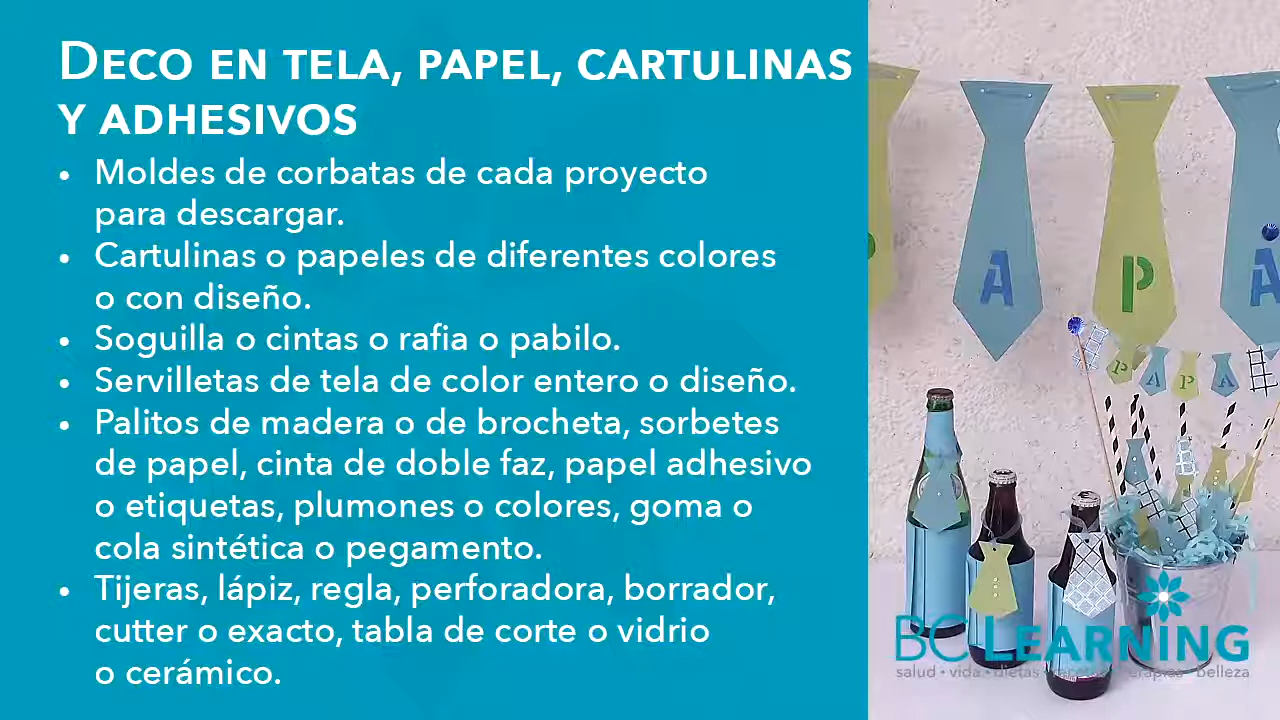 DECO EN TELA, PAPEL, CARTULINAS
Y ADHESIVOS
• Moldes de corbatas de cada proyecto
para descargar.
• Cartulinas o papeles de diferentes colores
o con diseño.
• Soguilla o cintas o rafia o pabilo.
• Servilletas de tela de color entero o diseño.
• Palitos de madera o de brocheta, sorbetes
de papel, cinta de doble faz, papel adhesivo
o etiquetas, plumones o colores, goma o
cola sintética o pegamento.
• Tijeras, lápiz, regla, perforadora, borrador,
cutter o exacto, tabla de corte o vidrio
o cerámico.
P A P Á
P A P A
BC LEARNING
salud • vida • dietas • recetas • terapias • belleza